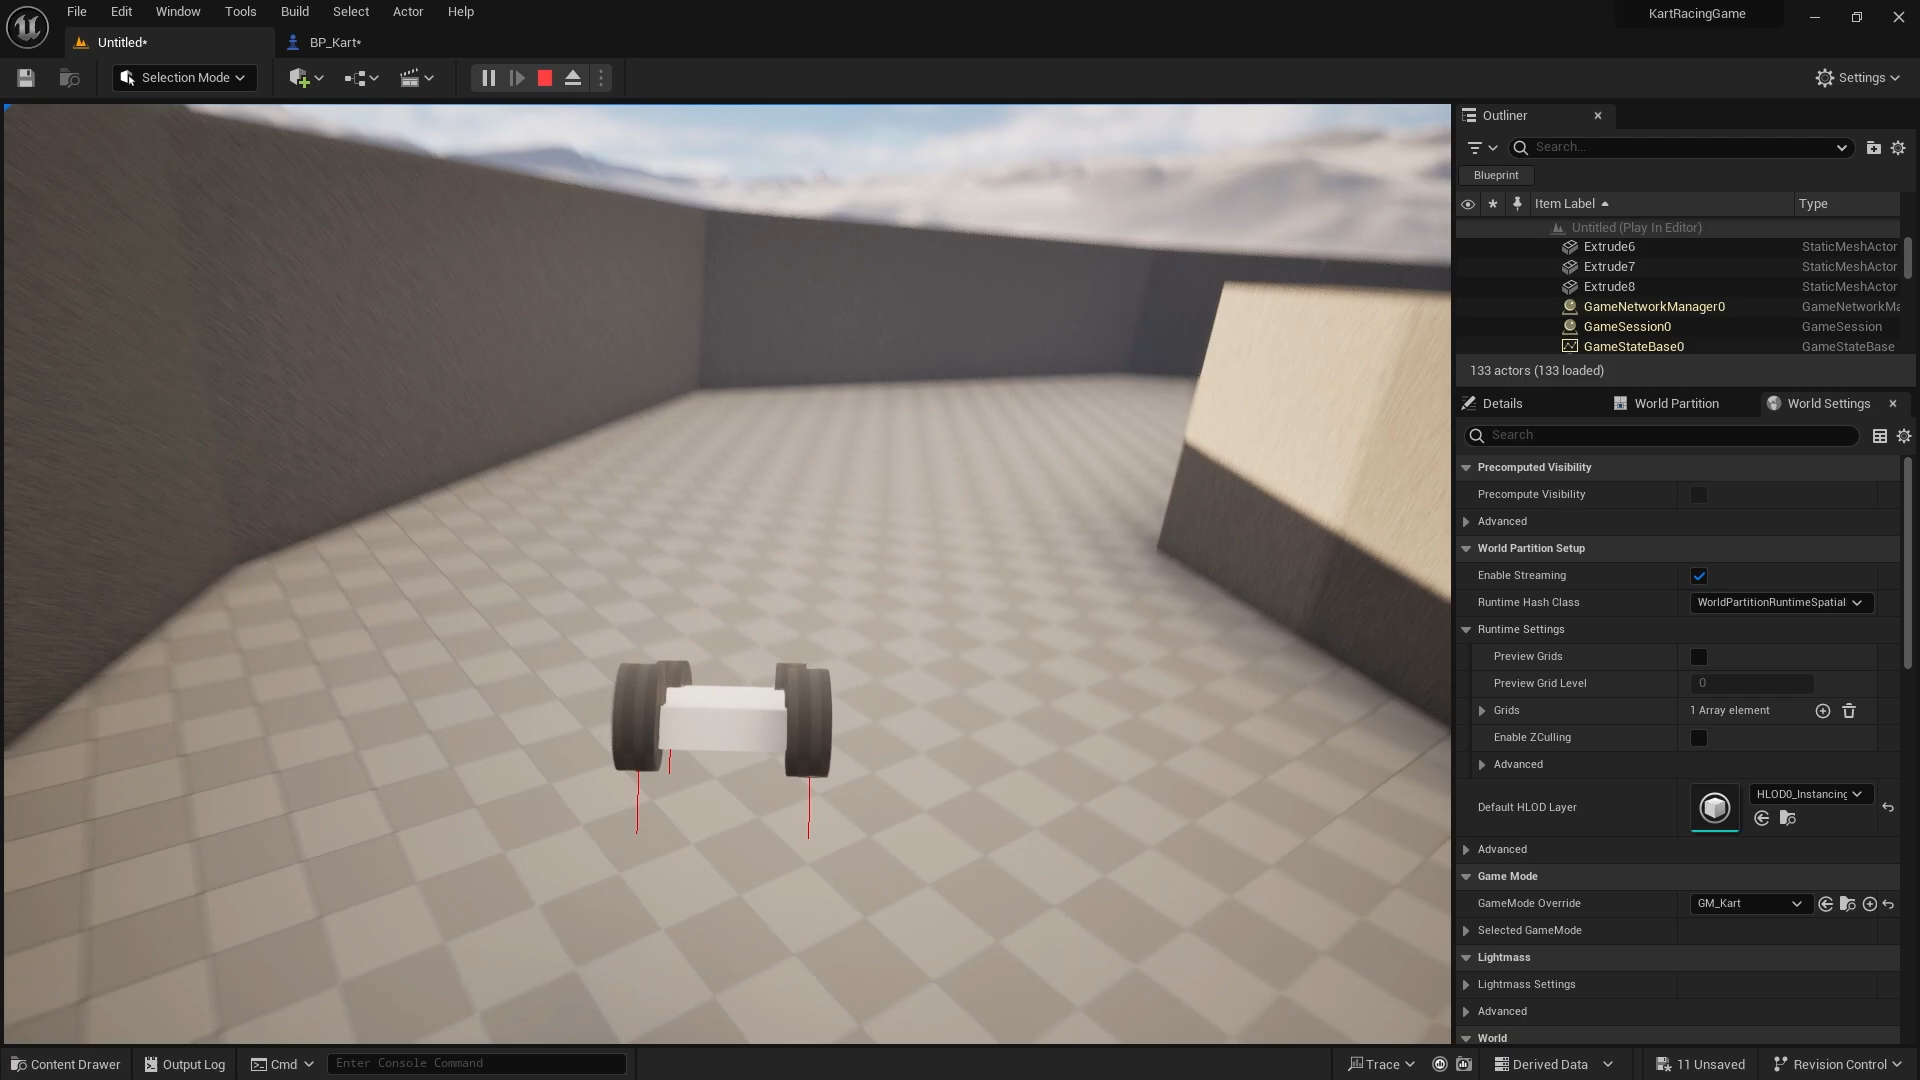 File Edit Window Tools Build Select Actor Help
KartRacingGame
Untitled*
BP_Kart*
Selection Mode
Settings
Outliner
Search...
Blueprint
Item Label
Type
Untitled (Play In Editor)
Extrude6 StaticMeshActor
Extrude7 StaticMeshActor
Extrude8 StaticMeshActor
GameNetworkManager0 GameNetworkMa
GameSession0 GameSession
GameStateBase0 GameStateBase
133 actors (133 loaded)
Details World Partition World Settings
Search
Precomputed Visibility
Precompute Visibility
Advanced
World Partition Setup
Enable Streaming
Runtime Hash Class WorldPartitionRuntimeSpatial
Runtime Settings
Preview Grids
Preview Grid Level 0
Grids 1 Array element
Enable ZCulling
Advanced
Default HLOD Layer HLOD0_Instancing
Advanced
Game Mode
GameMode Override GM_Kart
Selected GameMode
Lightmass
Lightmass Settings
Advanced
World
Content Drawer Output Log Cmd Enter Console Command Trace Derived Data 11 Unsaved Revision Control